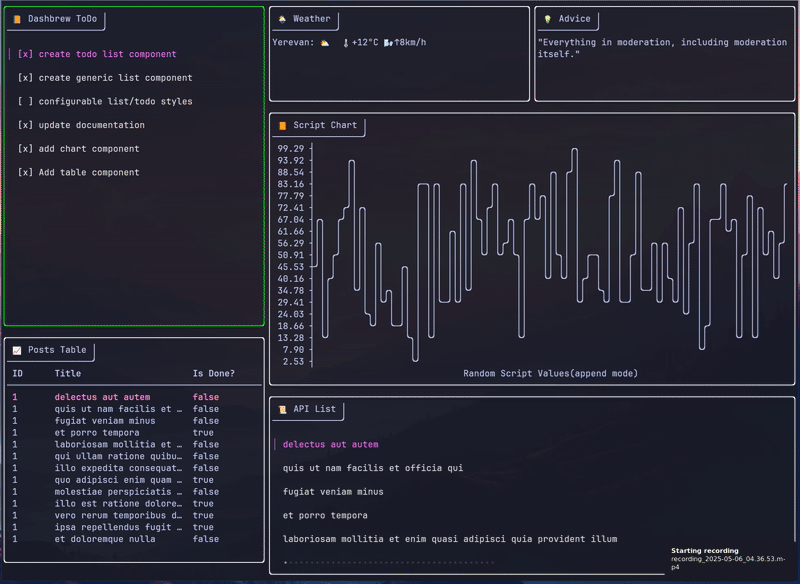 Dashbrew ToDo
[x] create todo list component
[x] create generic list component
[ ] configurable list/todo styles
[x] update documentation
[x] add chart component
[x] Add table component
Weather
Yerevan: +12°C ↑8km/h
Advice
"Everything in moderation, including moderation
itself."
Script Chart
99.29
93.92
88.54
83.16
77.79
72.41
67.04
61.66
56.29
50.91
45.53
40.16
34.78
29.41
24.03
18.66
13.28
7.90
2.53
Random Script Values(append mode)
Posts Table
ID Title Is Done?
1 delectus aut autem false
1 quis ut nam facilis et … false
1 fugiat veniam minus false
1 et porro tempora true
1 laboriosam mollitia et … false
1 qui ullam ratione quibu… false
1 illo expedita consequat… false
1 quo adipisci enim quam … true
1 molestiae perspiciatis … false
1 illo est ratione dolore… true
1 vero rerum temporibus d… true
1 ipsa repellendus fugit … true
1 et doloremque nulla false
API List
delectus aut autem
quis ut nam facilis et officia qui
fugiat veniam minus
et porro tempora
laboriosam mollitia et enim quasi adipisci quia provident illum
Starting recording
recording_2025-05-06_04.36.53.m-
p4